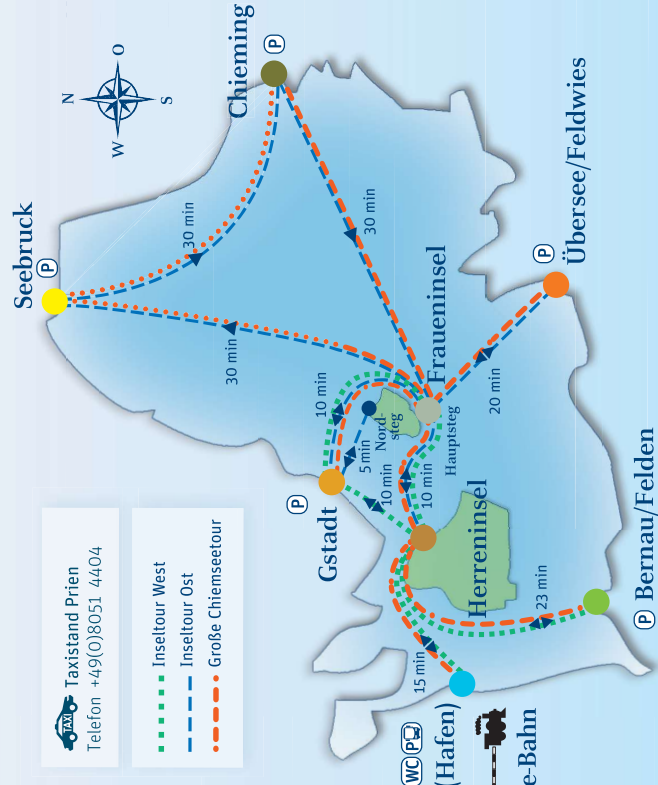 Seebruck
P
N
O
S
W
Chieming
P
30 min
30 min
30 min
Übersee/Feldwies
P
Fraueninsel
20 min
10 min
Nord-
steg
5 min
Hauptsteg
10 min
10 min
P
Gstadt
Herreninsel
23 min
P Bernau/Felden
15 min
WC P
(Hafen)
e-Bahn
TAXI Taxistand Prien
Telefon +49(0)8051 4404
Inseltour West
Inseltour Ost
Große Chiemseetour